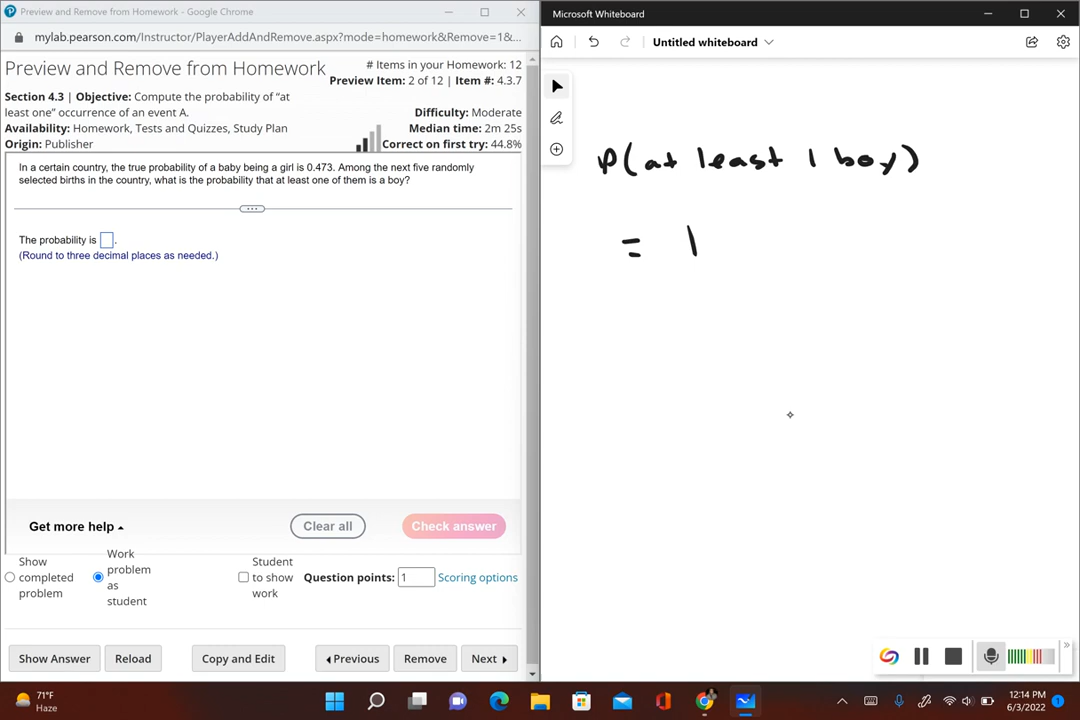 Preview and Remove from Homework - Google Chrome
mylab.pearson.com/Instructor/PlayerAddAndRemove.aspx?mode=homework&Remove=1&...
Preview and Remove from Homework
# Items in your Homework: 12
Preview Item: 2 of 12 | Item #: 4.3.7
Section 4.3 | Objective: Compute the probability of "at
least one" occurrence of an event A.
Difficulty: Moderate
Availability: Homework, Tests and Quizzes, Study Plan
Median time: 2m 25s
Origin: Publisher
Correct on first try: 44.8%
In a certain country, the true probability of a baby being a girl is 0.473. Among the next five randomly
selected births in the country, what is the probability that at least one of them is a boy?
The probability is
.
(Round to three decimal places as needed.)
Get more help
Clear all
Check answer
Show
completed
problem
Work
problem
as
student
Student
to show
work
Question points: 1
Scoring options
Show Answer
Reload
Copy and Edit
Previous
Remove
Next
Microsoft Whiteboard
Untitled whiteboard
P(at least 1 boy)
= 1
71°F
Haze
12:14 PM
6/3/2022
1